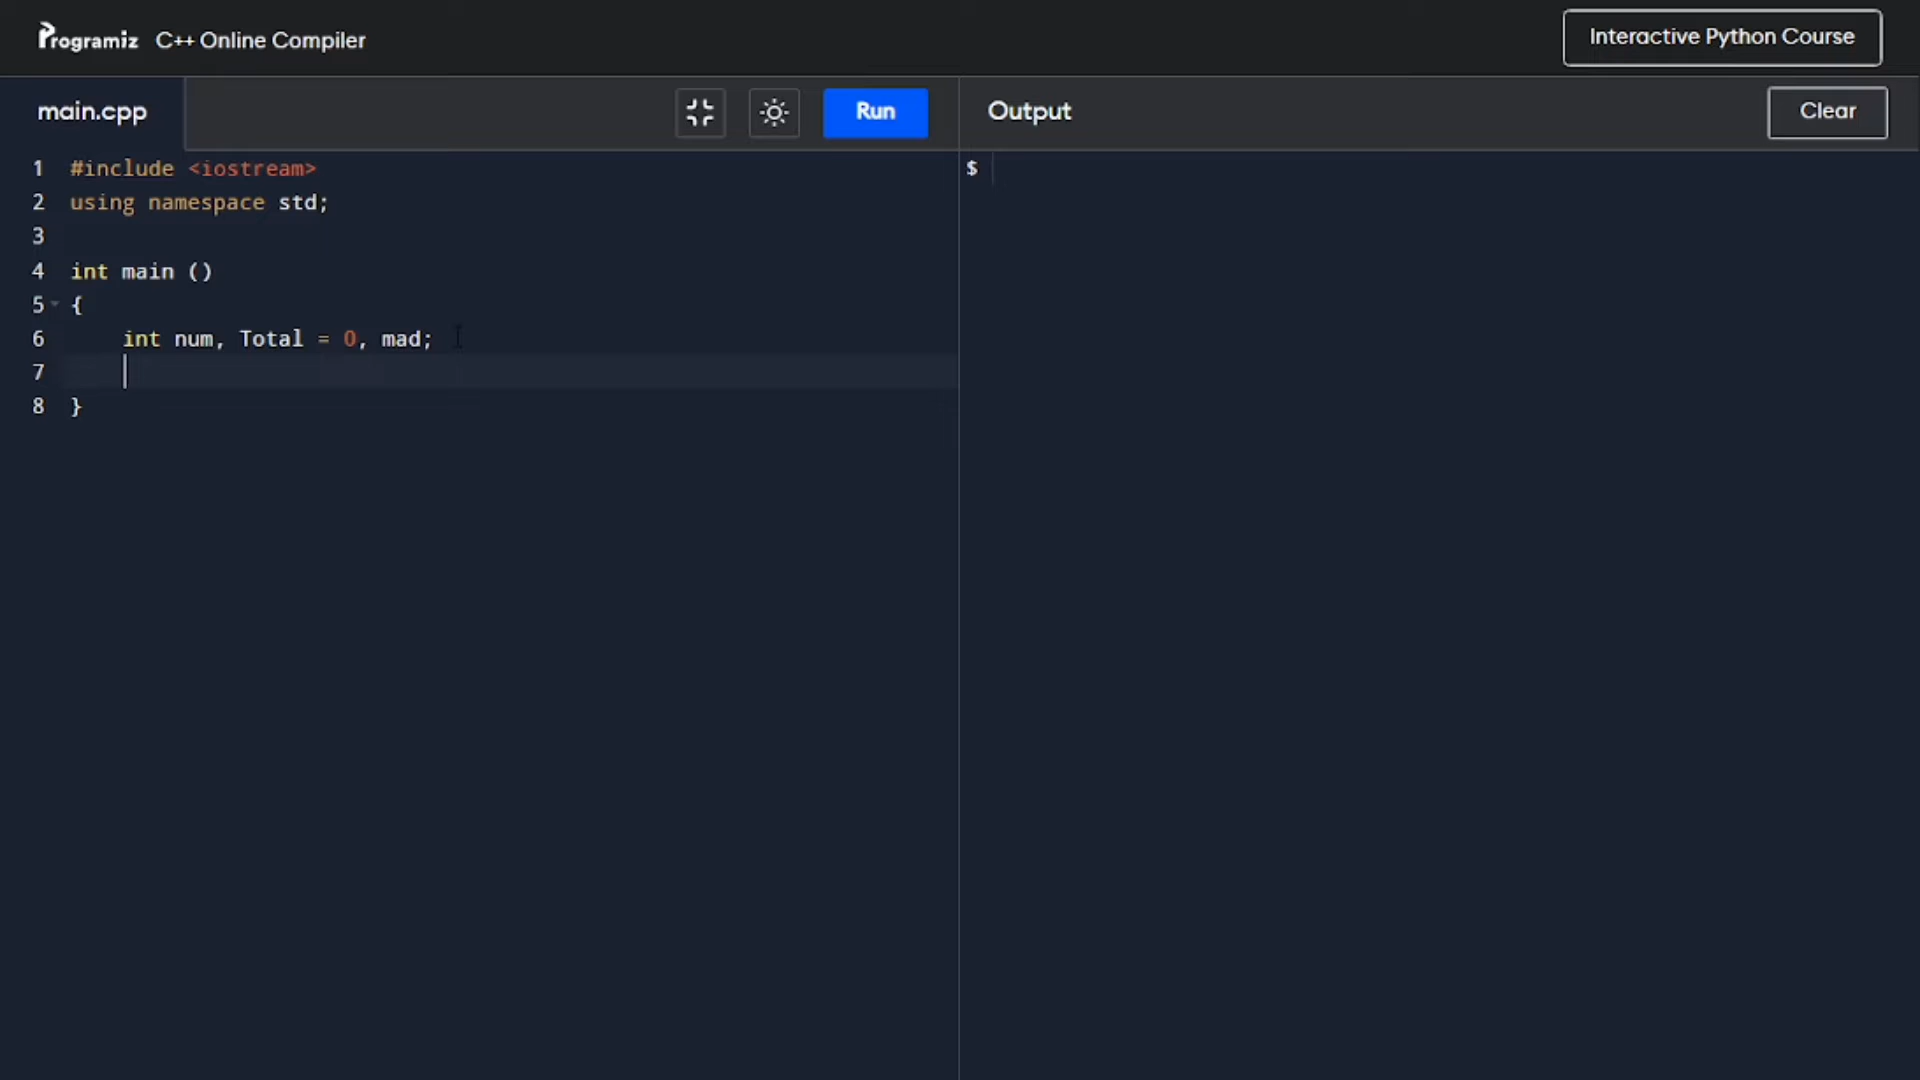 Programiz C++ Online Compiler
Interactive Python Course
main.cpp
Run
Output
Clear
1 #include <iostream>
2 using namespace std;
3
4 int main ()
5 {
6 int num, Total = 0, mad;
7
8 }
$